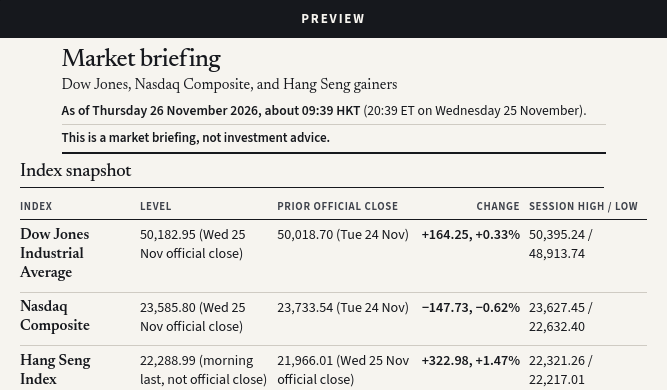 PREVIEW
Market briefing
Dow Jones, Nasdaq Composite, and Hang Seng gainers
As of Thursday 26 November 2026, about 09:39 HKT (20:39 ET on Wednesday 25 November).
This is a market briefing, not investment advice.
Index snapshot
INDEX LEVEL PRIOR OFFICIAL CLOSE CHANGE SESSION HIGH / LOW
Dow Jones 50,182.95 (Wed 25 50,018.70 (Tue 24 Nov) +164.25, +0.33% 50,395.24 /
Industrial Nov official close) 48,913.74
Average
Nasdaq 23,585.80 (Wed 25 23,733.54 (Tue 24 Nov) −147.73, −0.62% 23,627.45 /
Composite Nov official close) 22,632.40
Hang Seng 22,288.99 (morning 21,966.01 (Wed 25 Nov +322.98, +1.47% 22,321.26 /
Index last, not official close) official close) 22,217.01